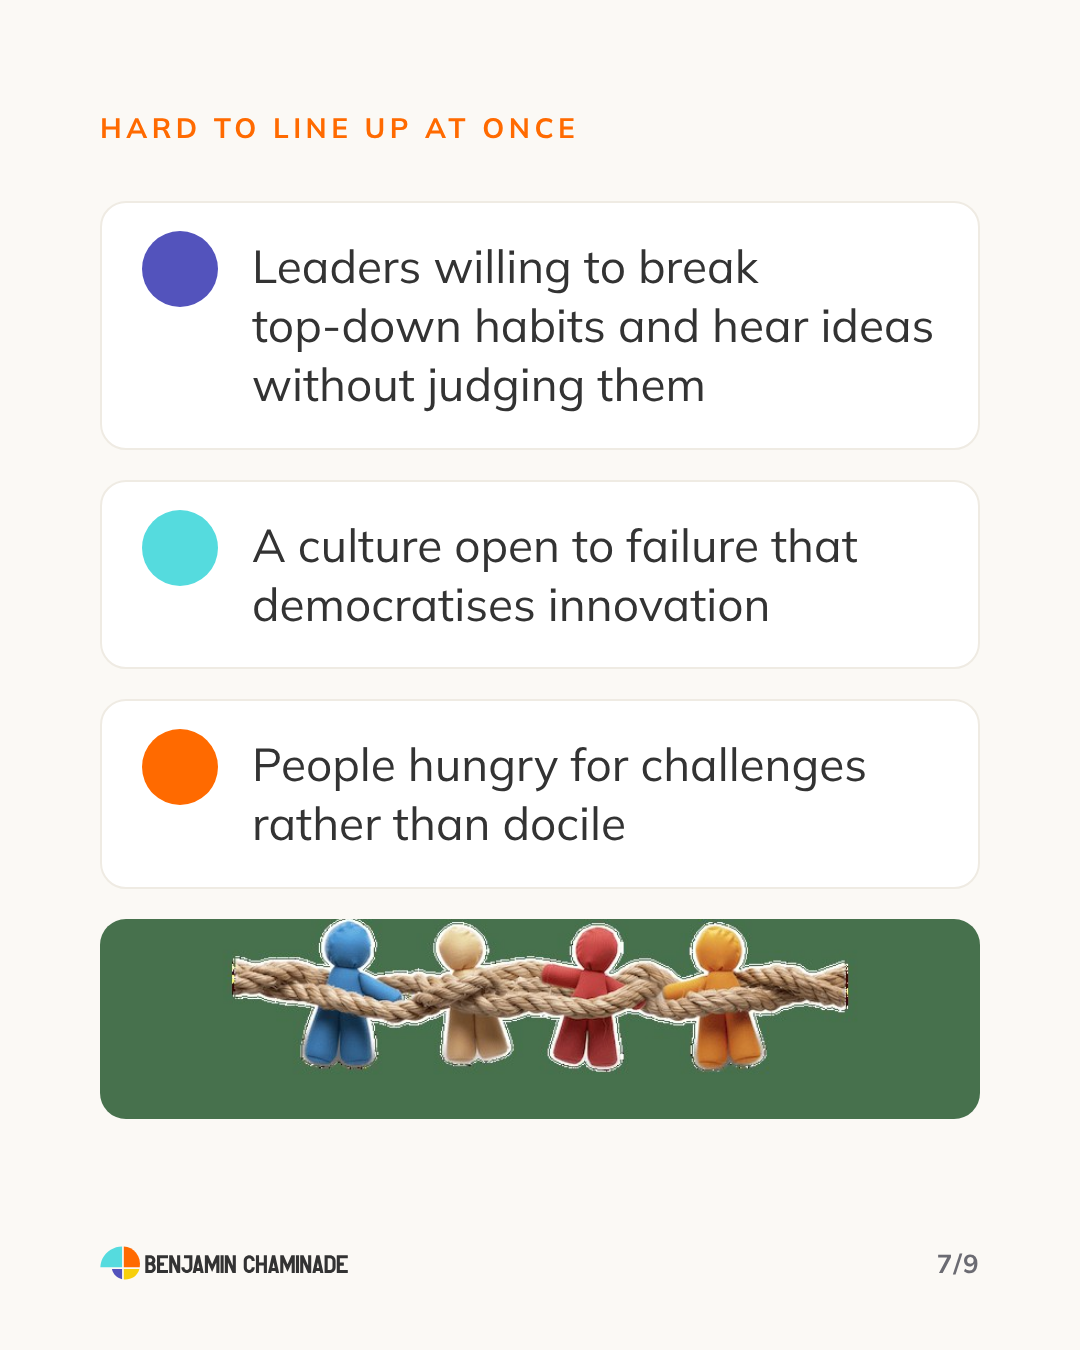 HARD TO LINE UP AT ONCE
Leaders willing to break
top-down habits and hear ideas
without judging them
A culture open to failure that
democratises innovation
People hungry for challenges
rather than docile
BENJAMIN CHAMINADE
7/9